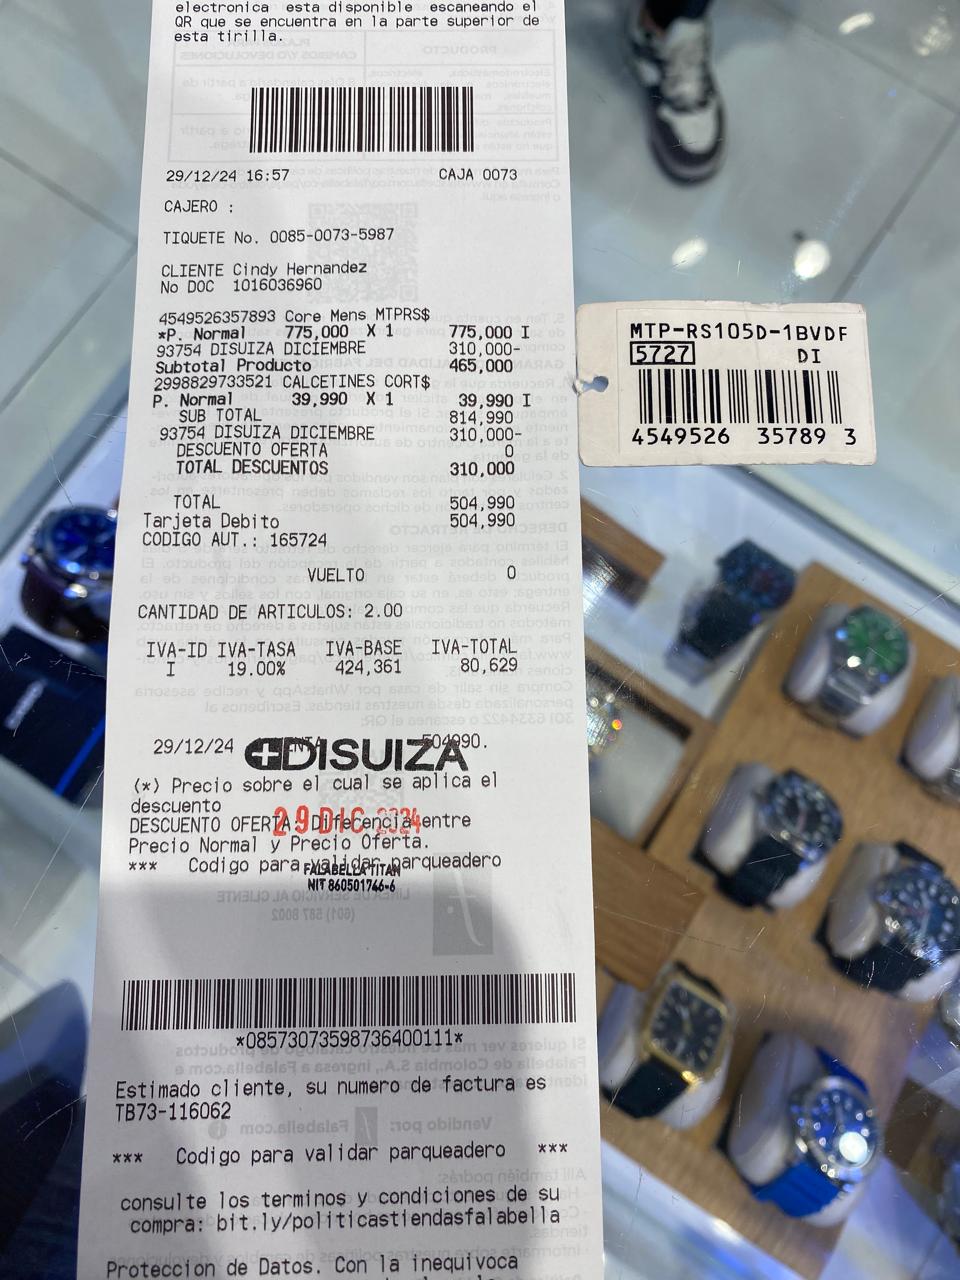 electronica esta disponible escaneando el
QR que se encuentra en la parte superior de
esta tirilla.
29/12/24 16:57 CAJA 0073
CAJERO :
TIQUETE No. 0085-0073-5987
CLIENTE Cindy Hernandez
No DOC 1016036960
4549526357893 Core Mens MTPRS$
*P. Normal 775,000 X 1 775,000 I
93754 DISUIZA DICIEMBRE 310,000-
Subtotal Producto 465,000
2998829733521 CALCETINES CORT$
P. Normal 39,990 X 1 39,990 I
SUB TOTAL 814,990
93754 DISUIZA DICIEMBRE 310,000-
DESCUENTO OFERTA 0
TOTAL DESCUENTOS 310,000
TOTAL 504,990
Tarjeta Debito 504,990
CODIGO AUT.: 165724
VUELTO 0
CANTIDAD DE ARTICULOS: 2.00
IVA-ID IVA-TASA IVA-BASE IVA-TOTAL
I 19.00% 424,361 80,629
29/12/24 504990.
DISUIZA
(*) Precio sobre el cual se aplica el
descuento
DESCUENTO OFERTA: Diferencia entre
29 DIC 2024
Precio Normal y Precio Oferta.
*** Codigo para validar parqueadero
FALABELLA TITAN
NIT 860501746-6
*08573073598736400111*
Estimado cliente, su numero de factura es
TB73-116062
*** Codigo para validar parqueadero ***
consulte los terminos y condiciones de su
compra: bit.ly/politicastiendasfalabella
Proteccion de Datos. Con la inequivoca
MTP-RS105D-1BVDF
5727 DI
4549526 35789 3